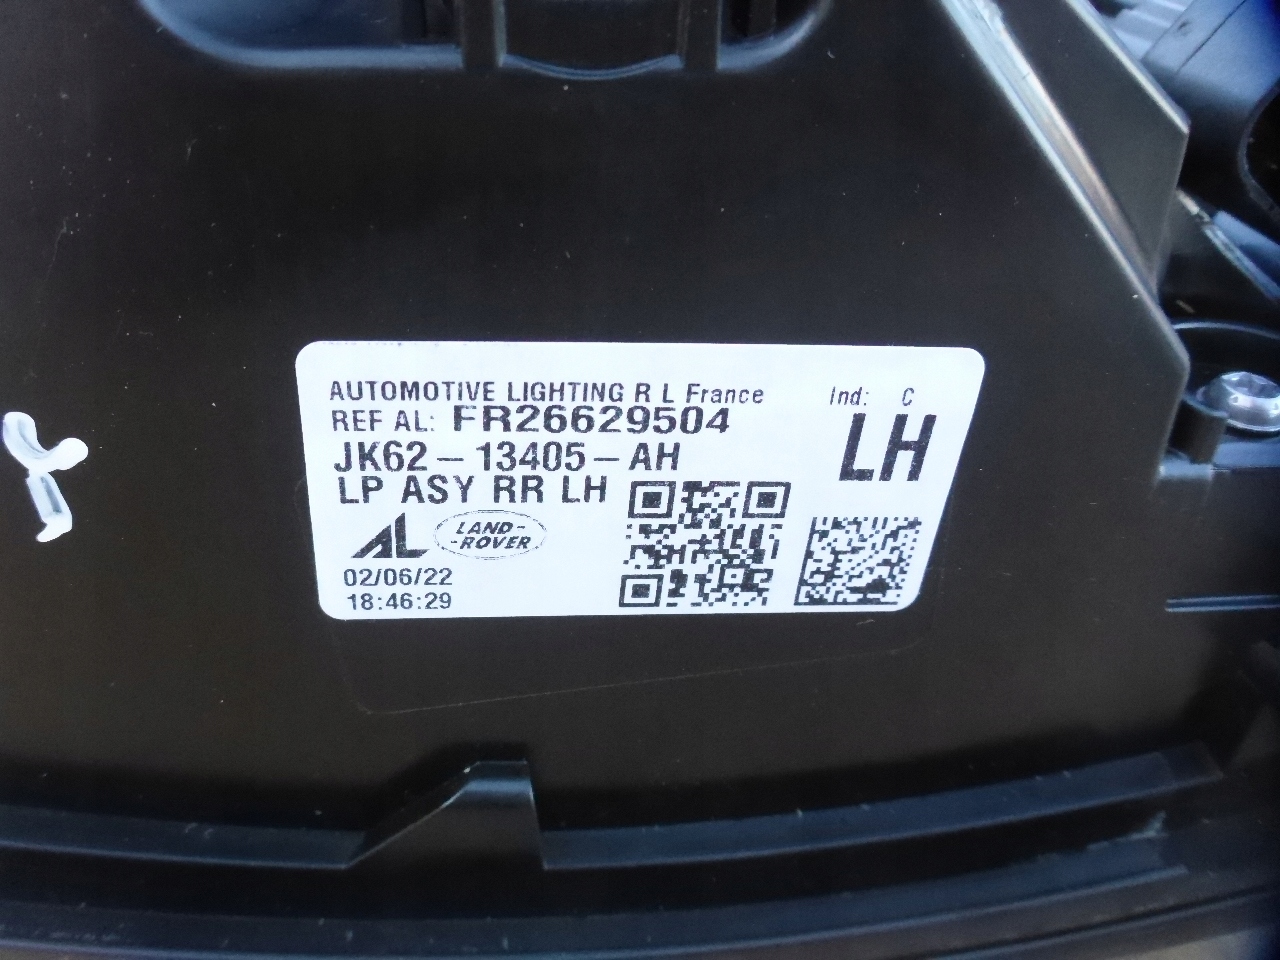 AUTOMOTIVE LIGHTING R L France Ind: C
REF AL: FR26629504
LH
JK62-13405-AH
LP ASY RR LH
AL LAND-
-ROVER
02/06/22
18:46:29